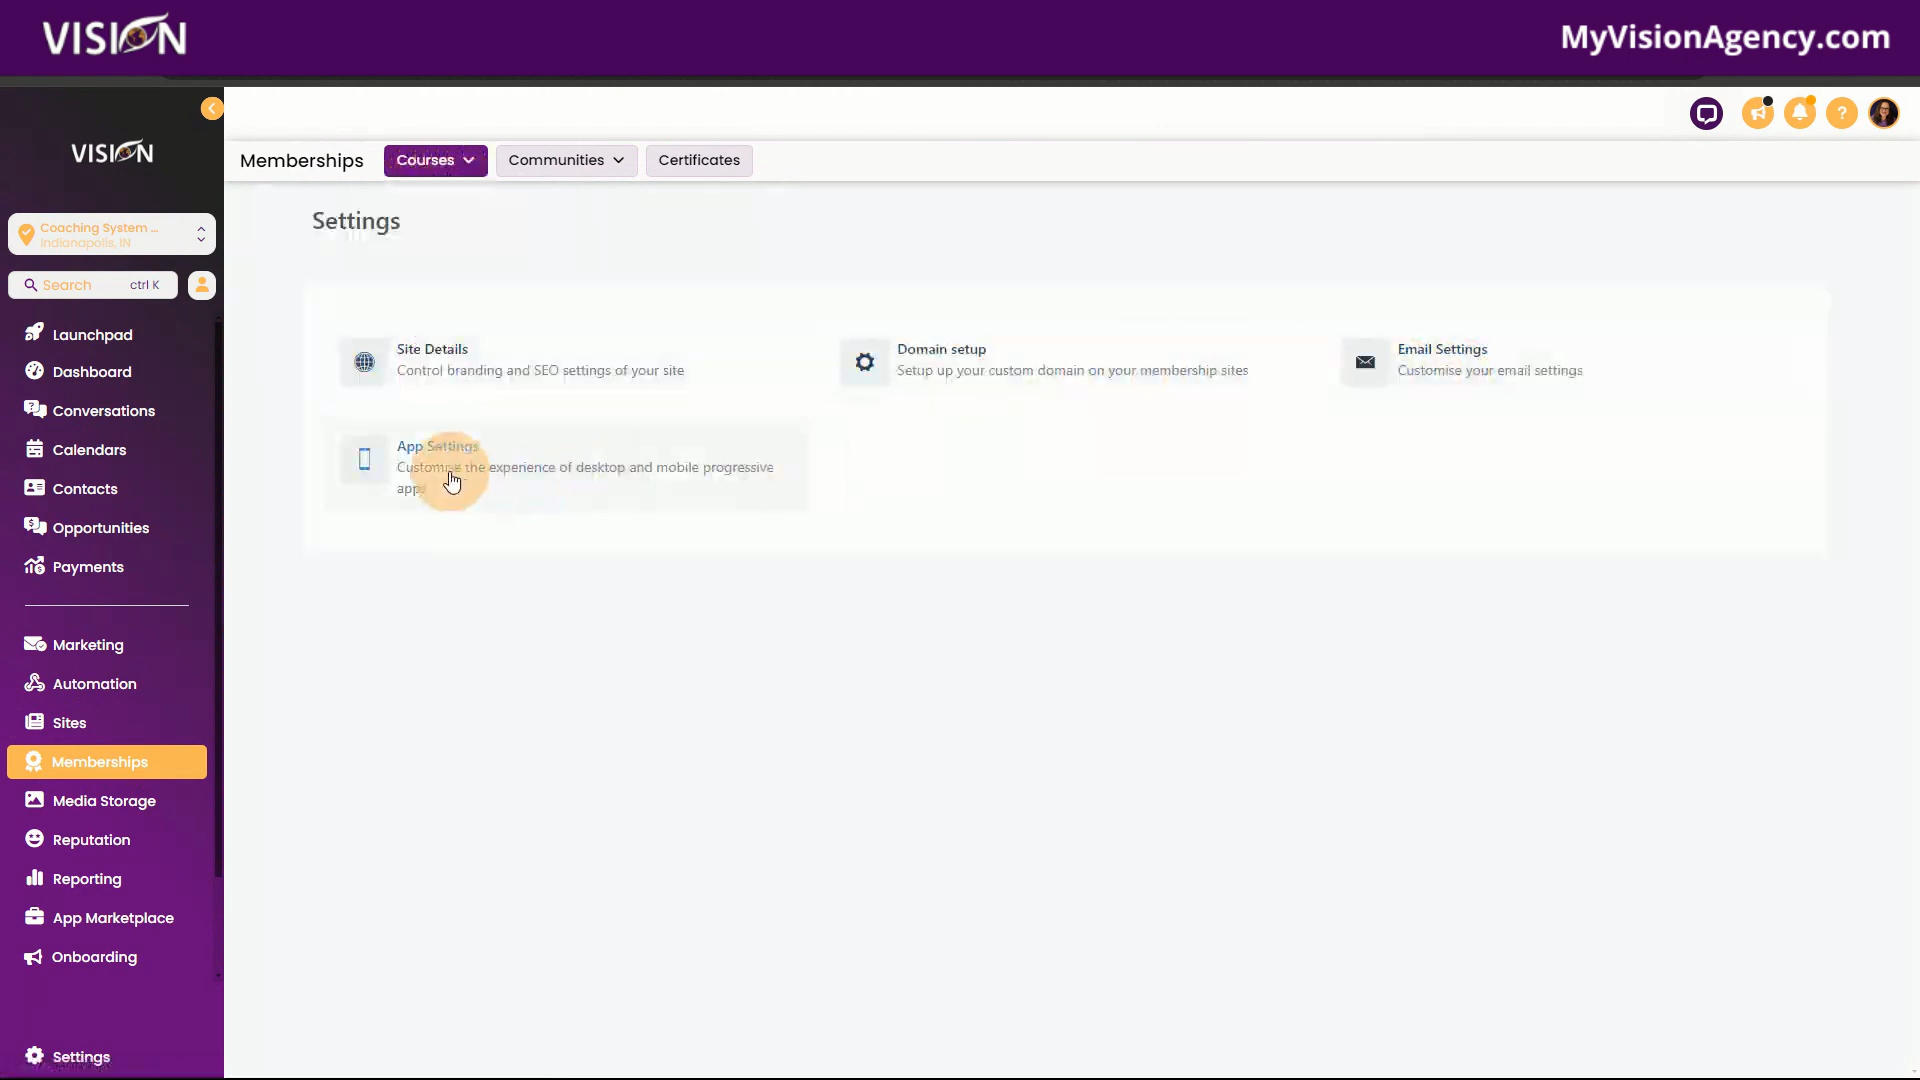 VISION
MyVisionAgency.com
VISION
Memberships
Courses
Communities
Certificates
Coaching System ...
Indianapolis, IN
Search
ctrl K
Launchpad
Dashboard
Conversations
Calendars
Contacts
Opportunities
Payments
Marketing
Automation
Sites
Memberships
Media Storage
Reputation
Reporting
App Marketplace
Onboarding
Settings
Settings
Site Details
Control branding and SEO settings of your site
Domain setup
Setup up your custom domain on your membership sites
Email Settings
Customise your email settings
App Settings
Customise the experience of desktop and mobile progressive
apps